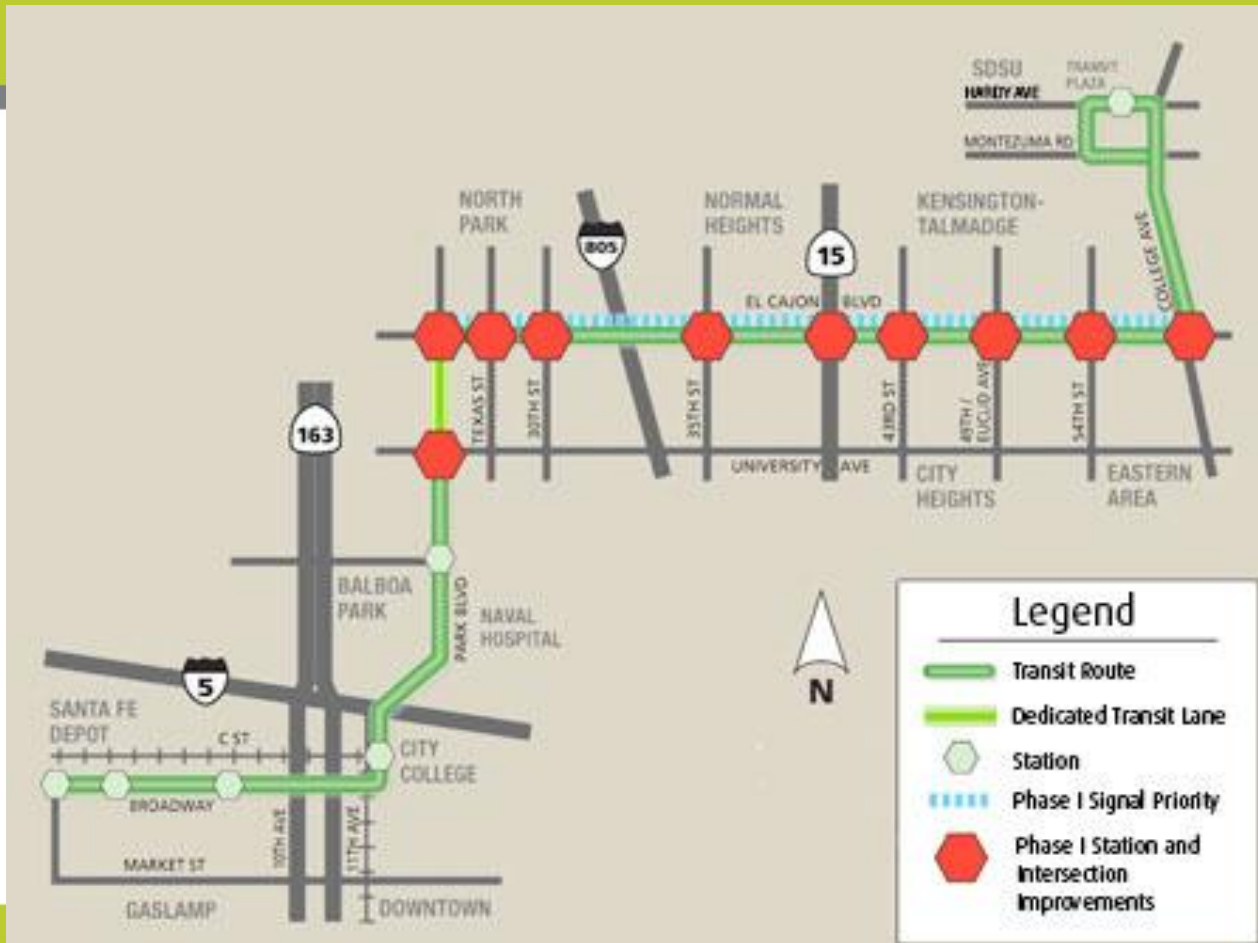 SDSU
TRANSIT
PLAZA
HARDY AVE
MONTEZUMA RD
NORTH
PARK
805
NORMAL
HEIGHTS
15
KENSINGTON-
TALMADGE
COLLEGE AVE
EL CAJON BLVD
163
TEXAS ST
30TH ST
35TH ST
43RD ST
49TH /
EUCLID AVE
54TH ST
UNIVERSITY AVE
CITY
HEIGHTS
EASTERN
AREA
BALBOA
PARK
PARK BLVD
NAVAL
HOSPITAL
5
SANTA FE
DEPOT
C ST
CITY
COLLEGE
BROADWAY
10TH AVE
11TH AVE
MARKET ST
GASLAMP
DOWNTOWN
N
Legend
Transit Route
Dedicated Transit Lane
Station
Phase I Signal Priority
Phase I Station and
Intersection
Improvements